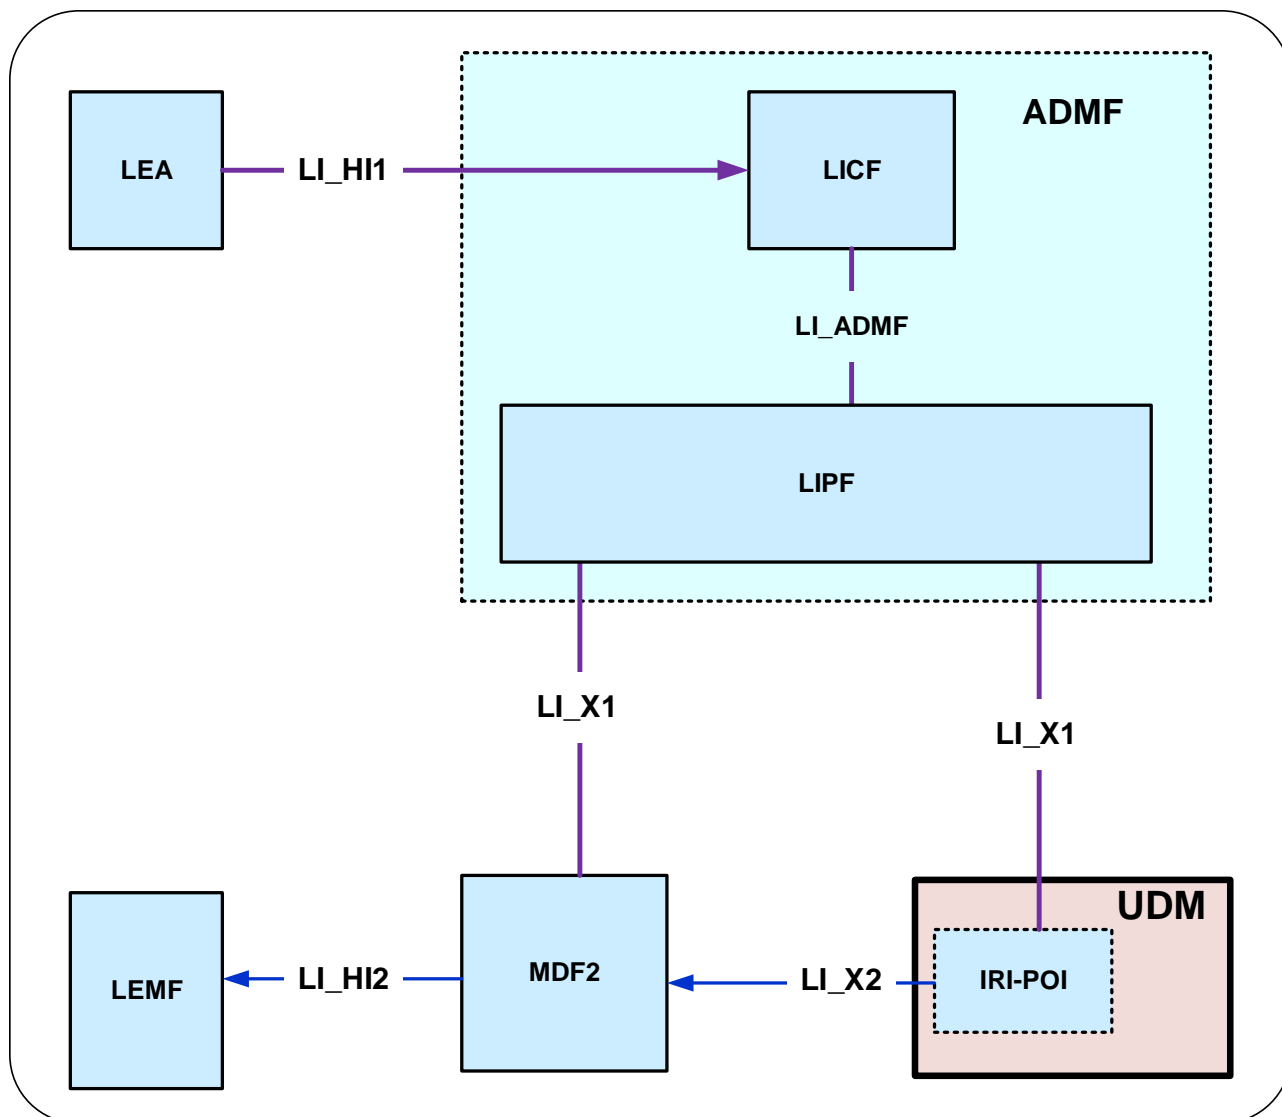 ADMF
LEA
LI_HI1
LICF
LI_ADMF
LIPF
LI_X1
LI_X1
UDM
LEMF
LI_HI2
MDF2
LI_X2
IRI-POI